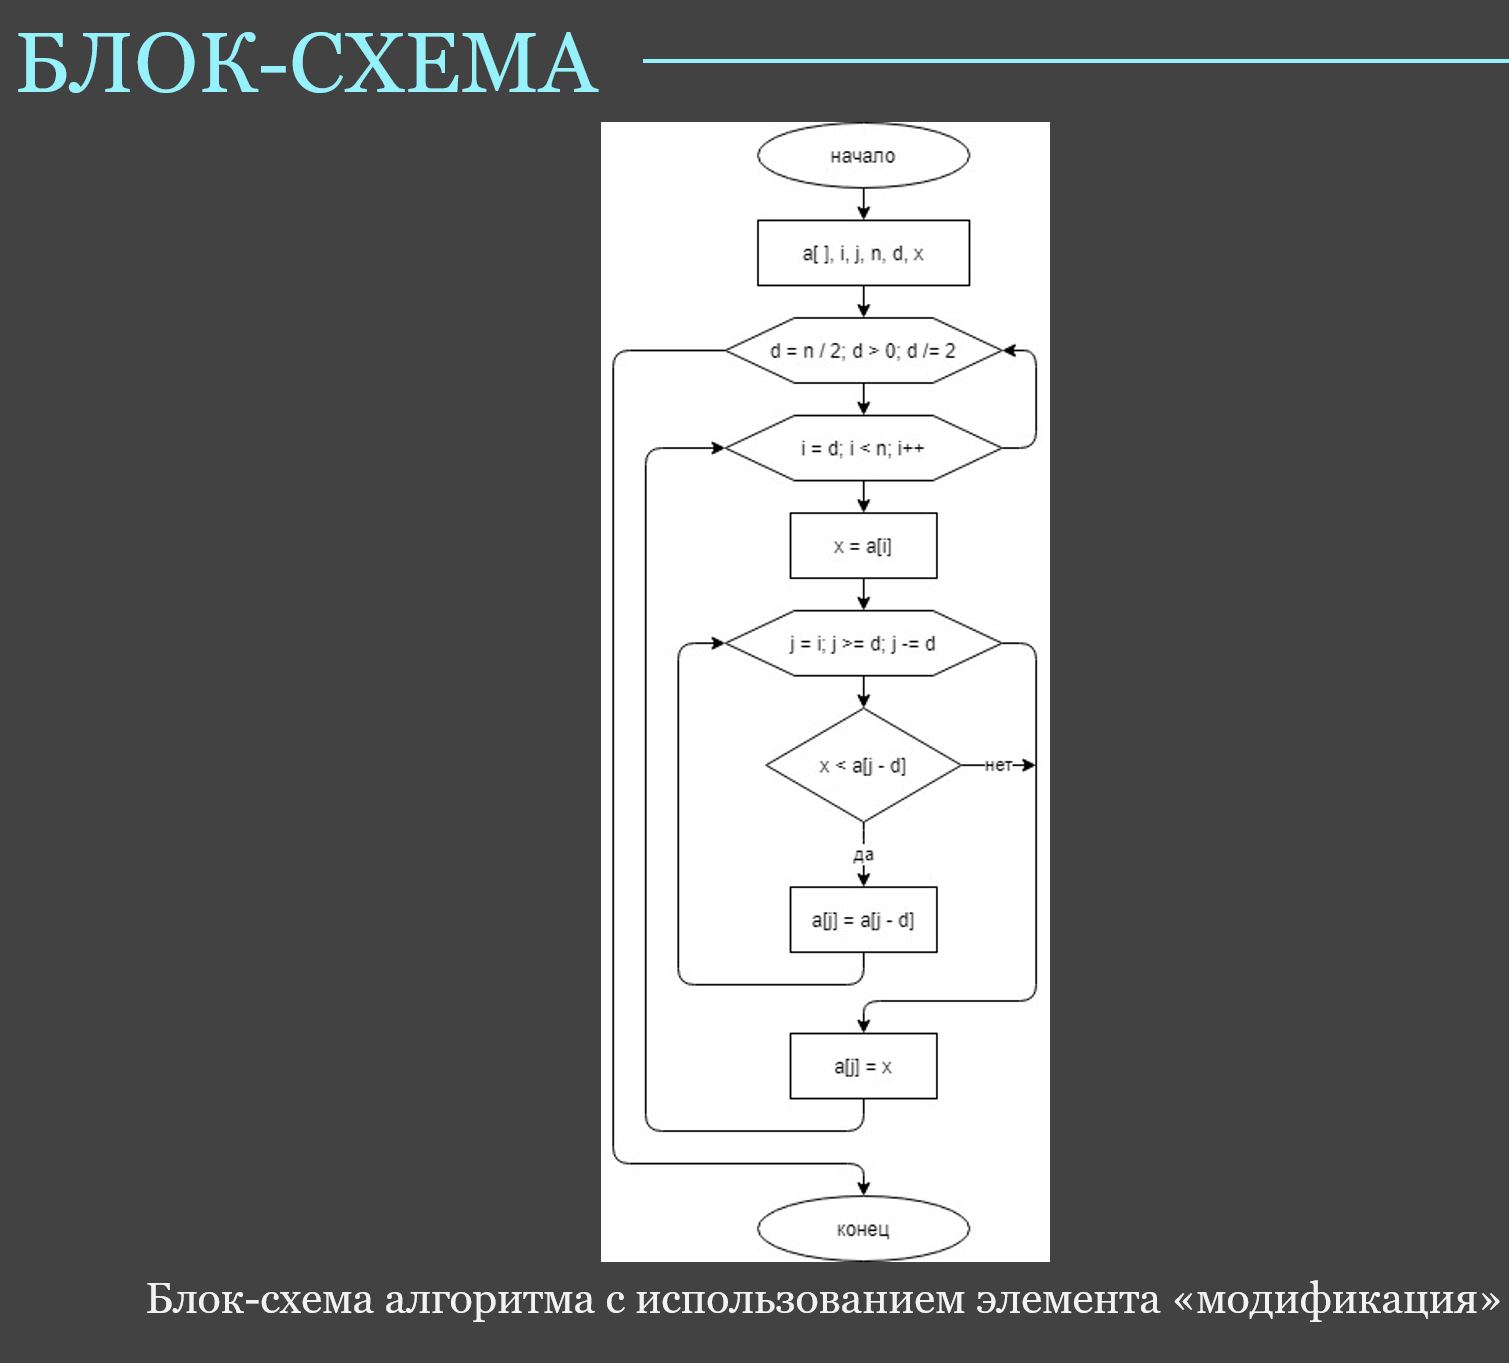 БЛОК-СХЕМА
начало
a[ ], i, j, n, d, x
d = n / 2; d > 0; d /= 2
i = d; i < n; i++
x = a[i]
j = i; j >= d; j -= d
x < a[j - d]
нет
да
a[j] = a[j - d]
a[j] = x
конец
Блок-схема алгоритма с использованием элемента «модификация»